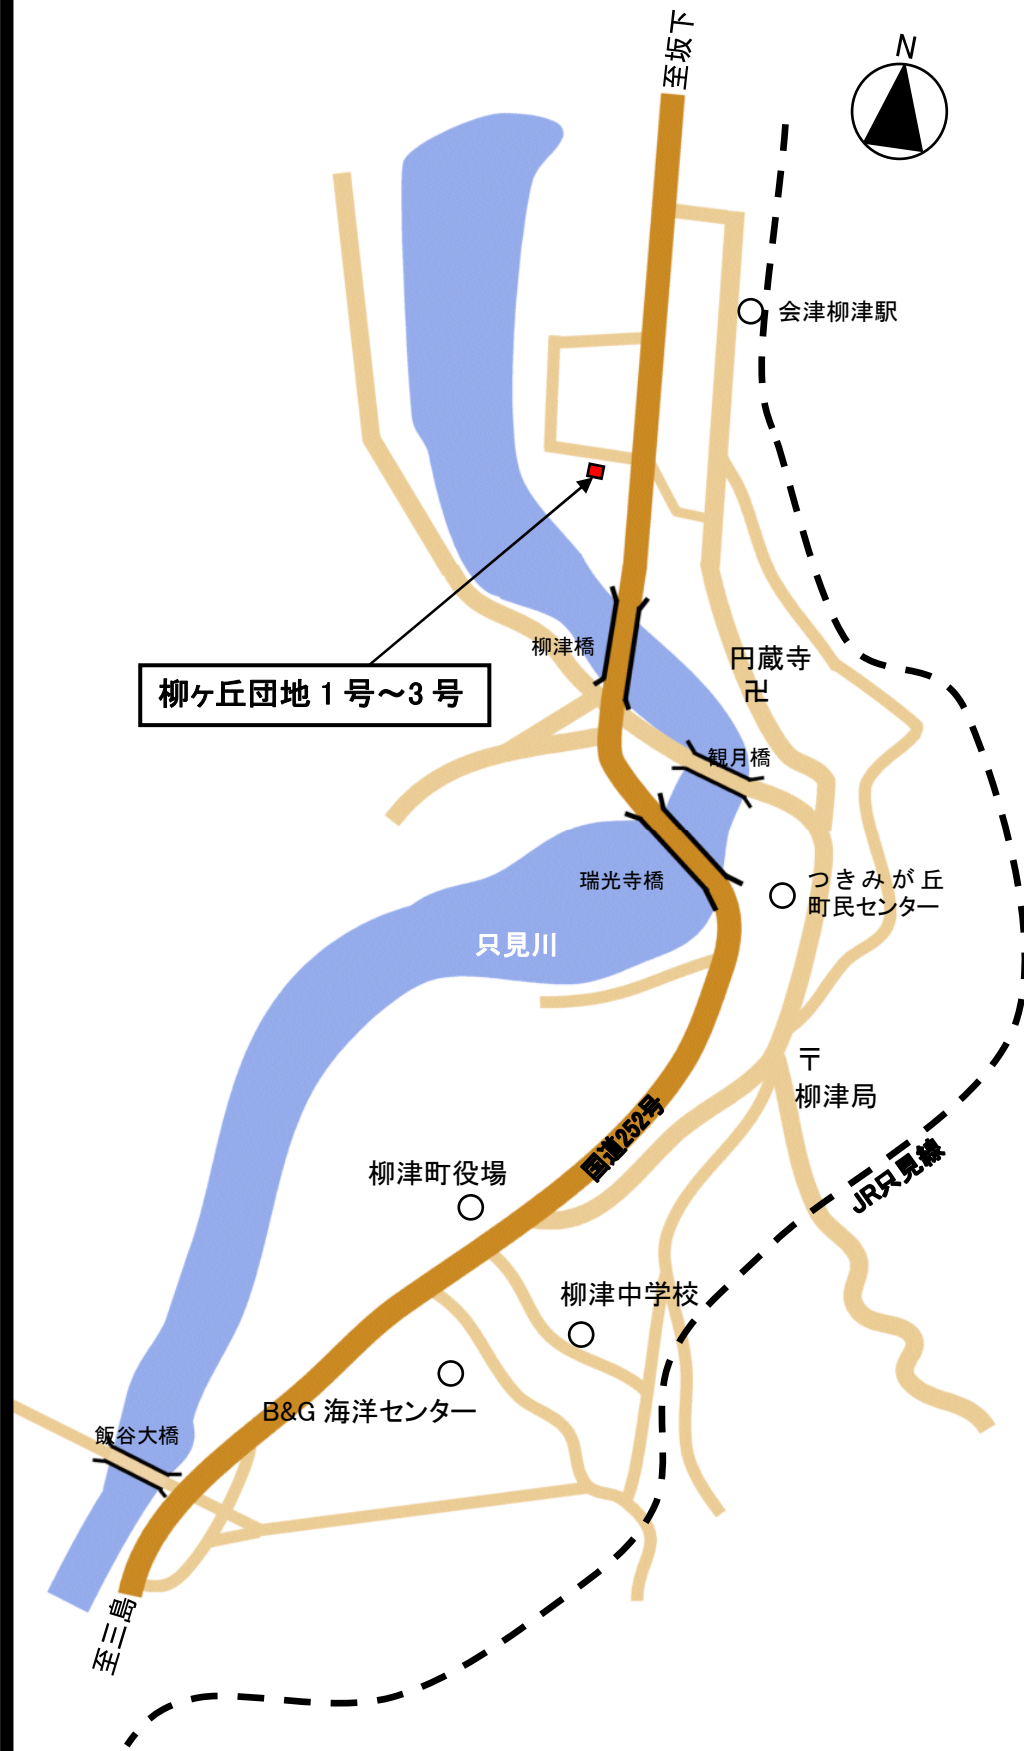 至坂下
N
会津柳津駅
柳津橋
円蔵寺
卍
柳ヶ丘団地1号～3号
観月橋
瑞光寺橋
つきみが丘
町民センター
只見川
〒
柳津局
国道252号
JR只見線
柳津町役場
柳津中学校
B&G 海洋センター
飯谷大橋
至三島